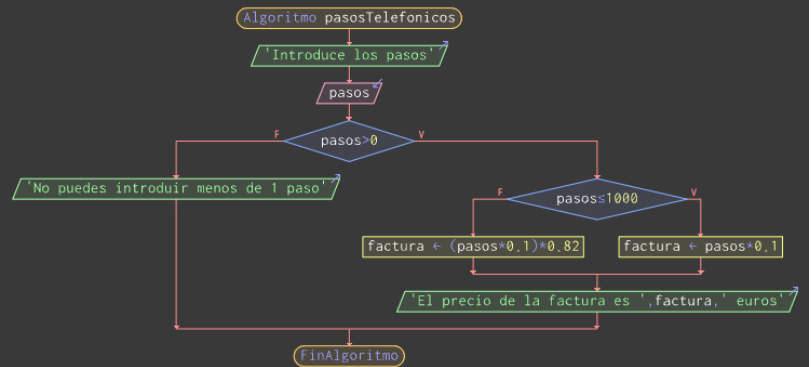 Algoritmo pasosTelefonicos
'Introduce los pasos'
pasos
F
pasos>0
V
'No puedes introduir menos de 1 paso'
F
pasos≤1000
V
factura ← (pasos*0.1)*0.82
factura ← pasos*0.1
'El precio de la factura es ',factura,' euros'
FinAlgoritmo